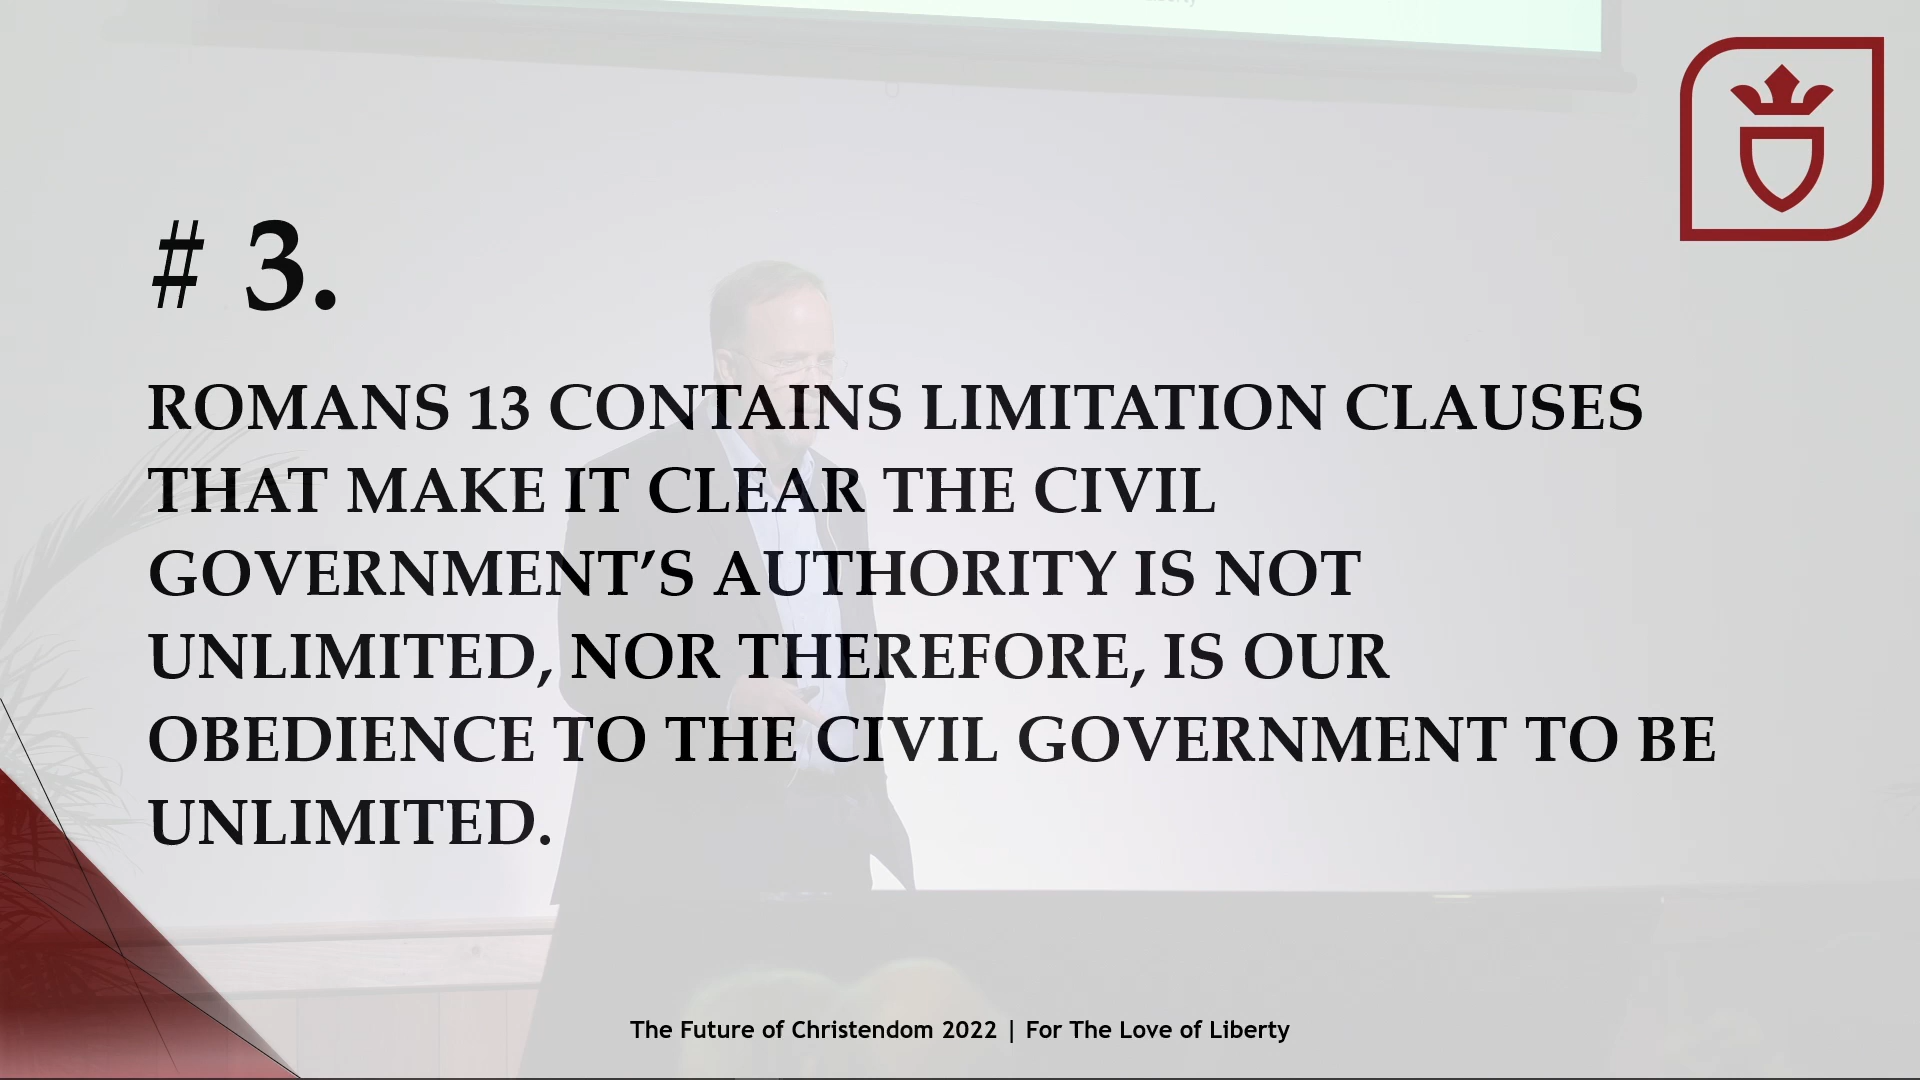 # 3.
ROMANS 13 CONTAINS LIMITATION CLAUSES
THAT MAKE IT CLEAR THE CIVIL
GOVERNMENT’S AUTHORITY IS NOT
UNLIMITED, NOR THEREFORE, IS OUR
OBEDIENCE TO THE CIVIL GOVERNMENT TO BE
UNLIMITED.
The Future of Christendom 2022 | For The Love of Liberty